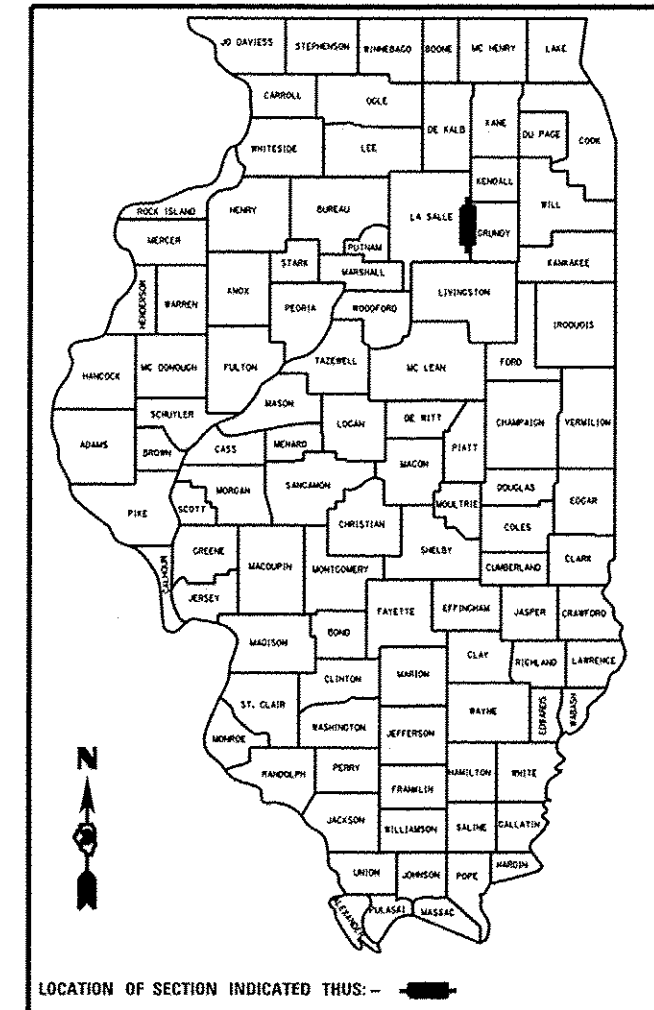 JO DAVIESS STEPHENSON WINNEBAGO BOONE MC HENRY LAKE
CARROLL OGLE DE KALB KANE DU PAGE COOK
WHITESIDE LEE
KENDALL WILL
ROCK ISLAND HENRY BUREAU LA SALLE GRUNDY
MERCER PUTNAM
STARK MARSHALL KANKAKEE
HENDERSON WARREN KNOX PEORIA WOODFORD LIVINGSTON IROQUOIS
HANCOCK MC DONOUGH FULTON TAZEWELL MC LEAN FORD
MASON
SCHUYLER LOGAN DE WITT CHAMPAIGN VERMILION
ADAMS BROWN CASS MENARD PIATT
MACON
PIKE SCOTT MORGAN SANGAMON MOULTRIE DOUGLAS EDGAR
CHRISTIAN COLES
CALHOUN GREENE MACOUPIN MONTGOMERY SHELBY CUMBERLAND CLARK
JERSEY
FAYETTE EFFINGHAM JASPER CRAWFORD
MADISON BOND
CLAY RICHLAND LAWRENCE
CLINTON MARION
ST. CLAIR WAYNE EDWARDS WABASH
WASHINGTON JEFFERSON
MONROE
N
RANDOLPH PERRY HAMILTON WHITE
FRANKLIN
JACKSON WILLIAMSON SALINE GALLATIN
UNION JOHNSON POPE HARDIN
ALEXANDER PULASKI MASSAC
LOCATION OF SECTION INDICATED THUS: -